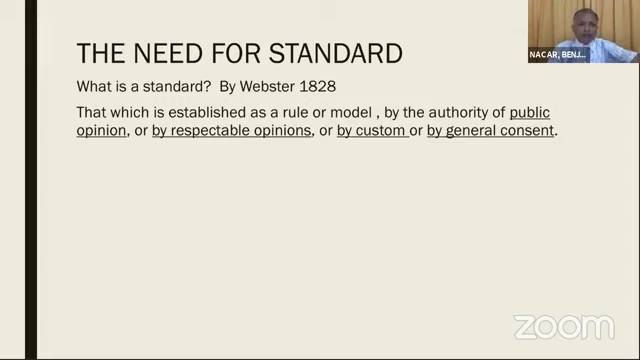 THE NEED FOR STANDARD
What is a standard?  By Webster 1828
That which is established as a rule or model , by the authority of public
opinion, or by respectable opinions, or by custom or by general consent.
NACAR, BENJ...
zoom